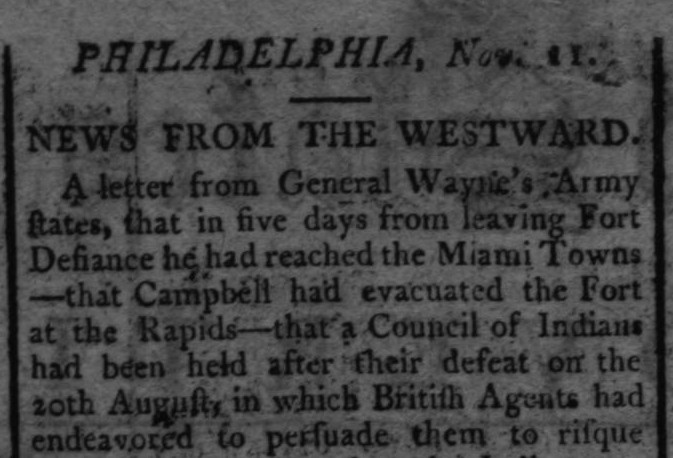 PHILADELPHIA, Nov. 11.
NEWS FROM THE WESTWARD.
A letter from General Wayne's Army
ſtates, that in five days from leaving Fort
Defiance he had reached the Miami Towns
—that Campbell had evacuated the Fort
at the Rapids—that a Council of Indians
had been held after their defeat on the
20th Auguſt, in which Britiſh Agents had
endeavored to perſuade them to riſque